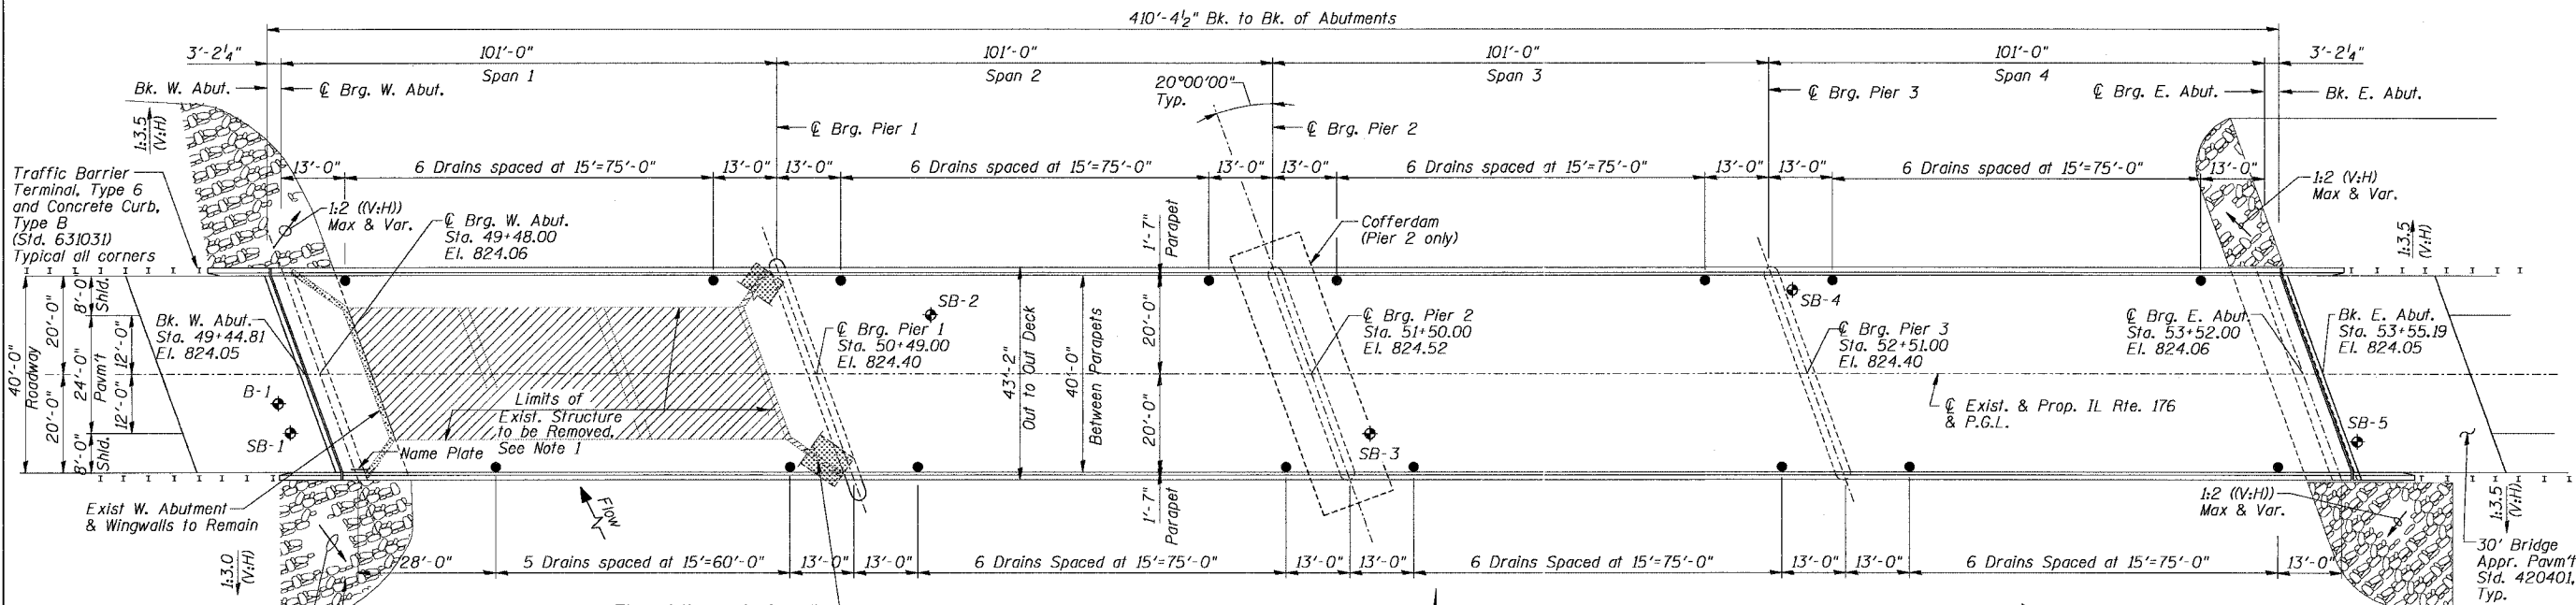 410'-4½" Bk. to Bk. of Abutments
3'-2¼"
101'-0"
101'-0"
101'-0"
101'-0"
3'-2¼"
Span 1
Span 2
Span 3
Span 4
Bk. W. Abut.
℄ Brg. W. Abut.
20°00'00"
Typ.
℄ Brg. Pier 3
℄ Brg. E. Abut.
Bk. E. Abut.
1:3.5
(V:H)
℄ Brg. Pier 1
℄ Brg. Pier 2
Traffic Barrier
Terminal, Type 6
and Concrete Curb,
Type B
(Std. 631031)
Typical all corners
13'-0"
6 Drains spaced at 15'=75'-0"
13'-0"
13'-0"
6 Drains spaced at 15'=75'-0"
13'-0"
13'-0"
6 Drains spaced at 15'=75'-0"
13'-0"
13'-0"
6 Drains spaced at 15'=75'-0"
13'-0"
1:2 ((V:H))
Max & Var.
℄ Brg. W. Abut.
Sta. 49+48.00
El. 824.06
1'-7"
Parapet
Cofferdam
(Pier 2 only)
1:2 (V:H)
Max & Var.
1:3.5
(V:H)
40'-0"
Roadway
20'-0"
20'-0"
8'-0"
Shld.
24'-0"
Pavm't
8'-0"
Shld.
12'-0"
12'-0"
Bk. W. Abut.
Sta. 49+44.81
El. 824.05
B-1
SB-1
SB-2
℄ Brg. Pier 1
Sta. 50+49.00
El. 824.40
43'-2"
Out to Out Deck
40'-0"
Between Parapets
20'-0"
20'-0"
℄ Brg. Pier 2
Sta. 51+50.00
El. 824.52
SB-3
SB-4
℄ Brg. Pier 3
Sta. 52+51.00
El. 824.40
℄ Brg. E. Abut.
Sta. 53+52.00
El. 824.06
Bk. E. Abut.
Sta. 53+55.19
El. 824.05
℄ Exist. & Prop. IL Rte. 176
& P.G.L.
SB-5
Limits of
Exist. Structure
to be Removed.
See Note 1
Name Plate
Exist W. Abutment
& Wingwalls to Remain
Flow
1'-7"
Parapet
1:2 ((V:H))
Max & Var.
1:3.5
(V:H)
1:3.0
(V:H)
28'-0"
5 Drains spaced at 15'=60'-0"
13'-0"
13'-0"
6 Drains Spaced at 15'=75'-0"
13'-0"
13'-0"
6 Drains Spaced at 15'=75'-0"
13'-0"
13'-0"
6 Drains Spaced at 15'=75'-0"
13'-0"
30' Bridge
Appr. Pavm't
Std. 420401,
Typ.